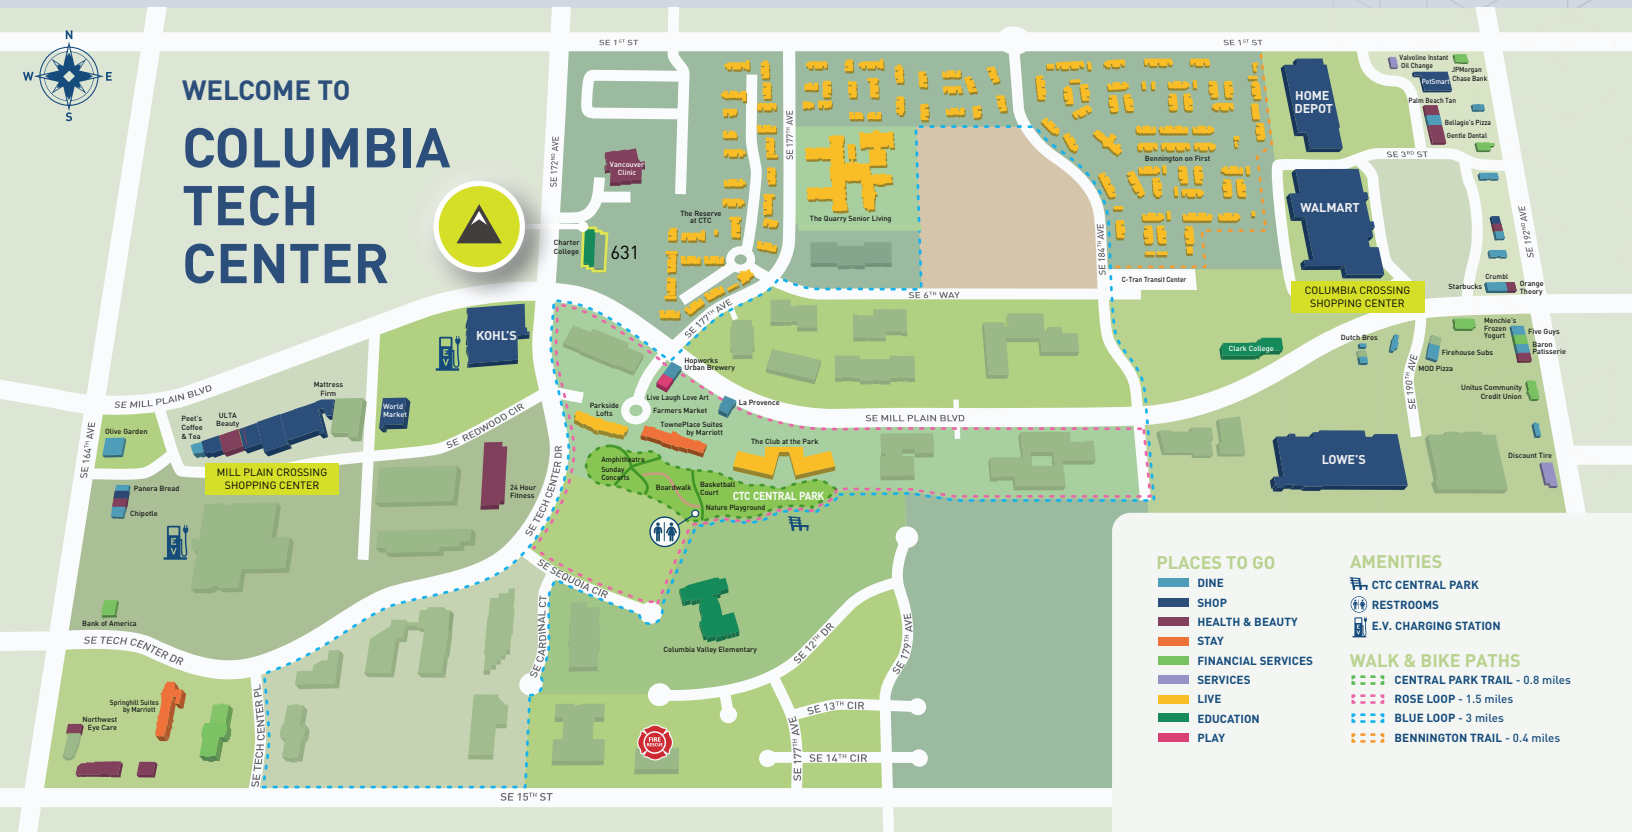 N
W
E
S
WELCOME TO
COLUMBIA
TECH
CENTER
SE 1ST ST
SE 1ST ST
SE 172ND AVE
SE 177TH AVE
Vancouver
Clinic
Charter
College
631
The Reserve
at CTC
The Quarry Senior Living
Bennington on First
SE 184TH AVE
C-Tran Transit Center
SE 6TH WAY
SE 177TH AVE
HOME
DEPOT
WALMART
Valvoline Instant
Oil Change
JPMorgan
Chase Bank
PetSmart
Palm Beach Tan
Bellagio's Pizza
Gentle Dental
SE 3RD ST
SE 192ND AVE
Crumbl
Starbucks
Orange
Theory
COLUMBIA CROSSING
SHOPPING CENTER
Menchie's
Frozen
Yogurt
Five Guys
Baron
Patisserie
Dutch Bros
Firehouse Subs
MOD Pizza
Clark College
SE 190TH AVE
Unitus Community
Credit Union
Discount Tire
LOWE'S
KOHL'S
EV
SE MILL PLAIN BLVD
Mattress
Firm
World
Market
Peet's
Coffee
& Tea
ULTA
Beauty
Olive Garden
SE 164TH AVE
MILL PLAIN CROSSING
SHOPPING CENTER
SE REDWOOD CIR
Panera Bread
Chipotle
EV
24 Hour
Fitness
SE TECH CENTER DR
Hopworks
Urban Brewery
Live Laugh Love Art
Farmers Market
La Provence
Parkside
Lofts
TownePlace Suites
by Marriott
SE MILL PLAIN BLVD
The Club at the Park
Amphitheatre
Sunday
Concerts
Boardwalk
Basketball
Court
CTC CENTRAL PARK
Nature Playground
SE SEQUOIA CIR
SE CARDINAL CT
Columbia Valley Elementary
SE 12TH DR
SE 179TH AVE
SE 13TH CIR
SE 14TH CIR
SE 177TH AVE
FIRE
RESCUE
Bank of America
SE TECH CENTER DR
Springhill Suites
by Marriott
Northwest
Eye Care
SE TECH CENTER PL
SE 15TH ST
PLACES TO GO
DINE
SHOP
HEALTH & BEAUTY
STAY
FINANCIAL SERVICES
SERVICES
LIVE
EDUCATION
PLAY
AMENITIES
CTC CENTRAL PARK
RESTROOMS
EV
E.V. CHARGING STATION
WALK & BIKE PATHS
CENTRAL PARK TRAIL - 0.8 miles
ROSE LOOP - 1.5 miles
BLUE LOOP - 3 miles
BENNINGTON TRAIL - 0.4 miles